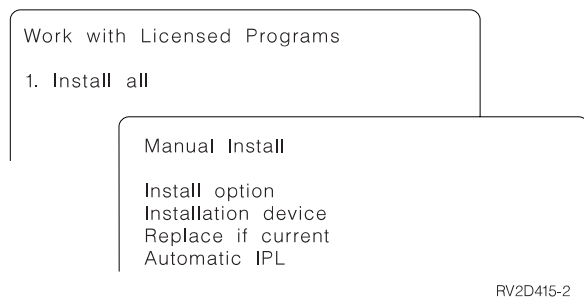 Work with Licensed Programs
1. Install all
Manual Install
Install option
Installation device
Replace if current
Automatic IPL
RV2D415-2